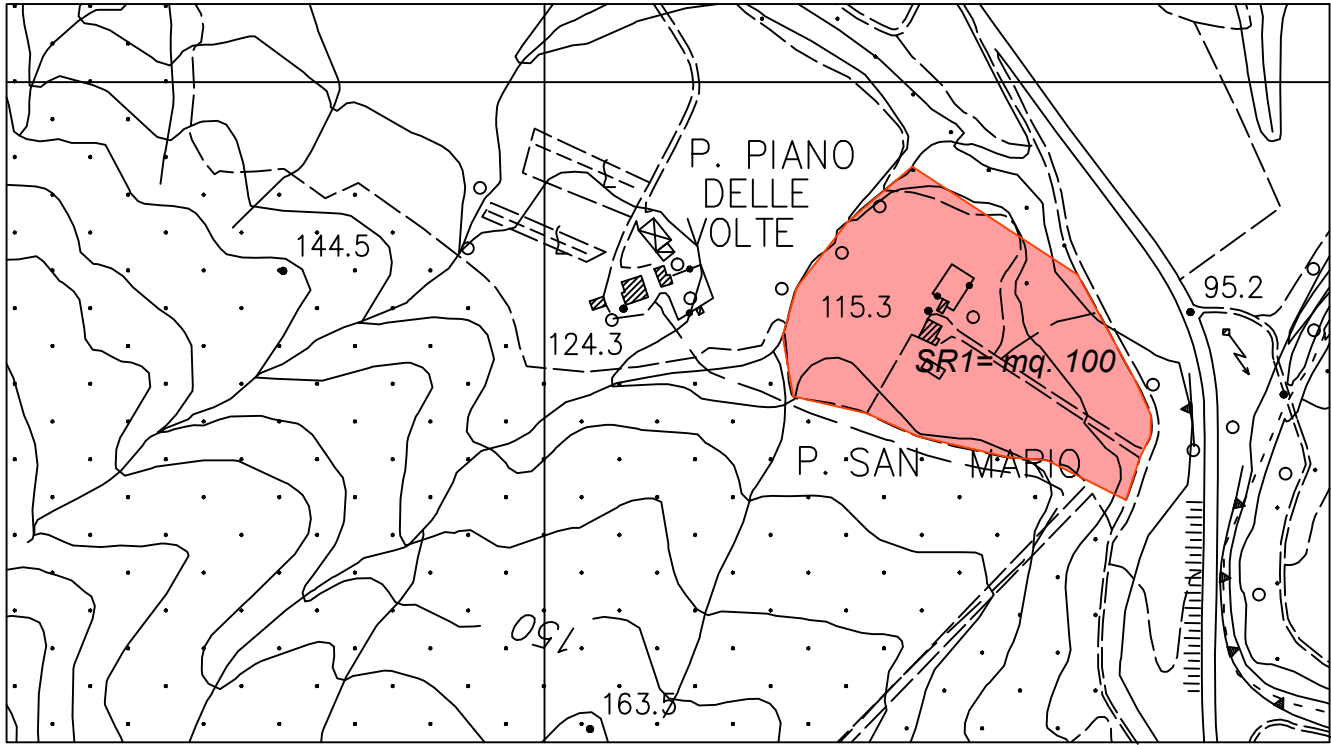 P. PIANO
DELLE
VOLTE
144.5
95.2
115.3
124.3
SR1= mq. 100
P. SAN MARIO
150
163.5